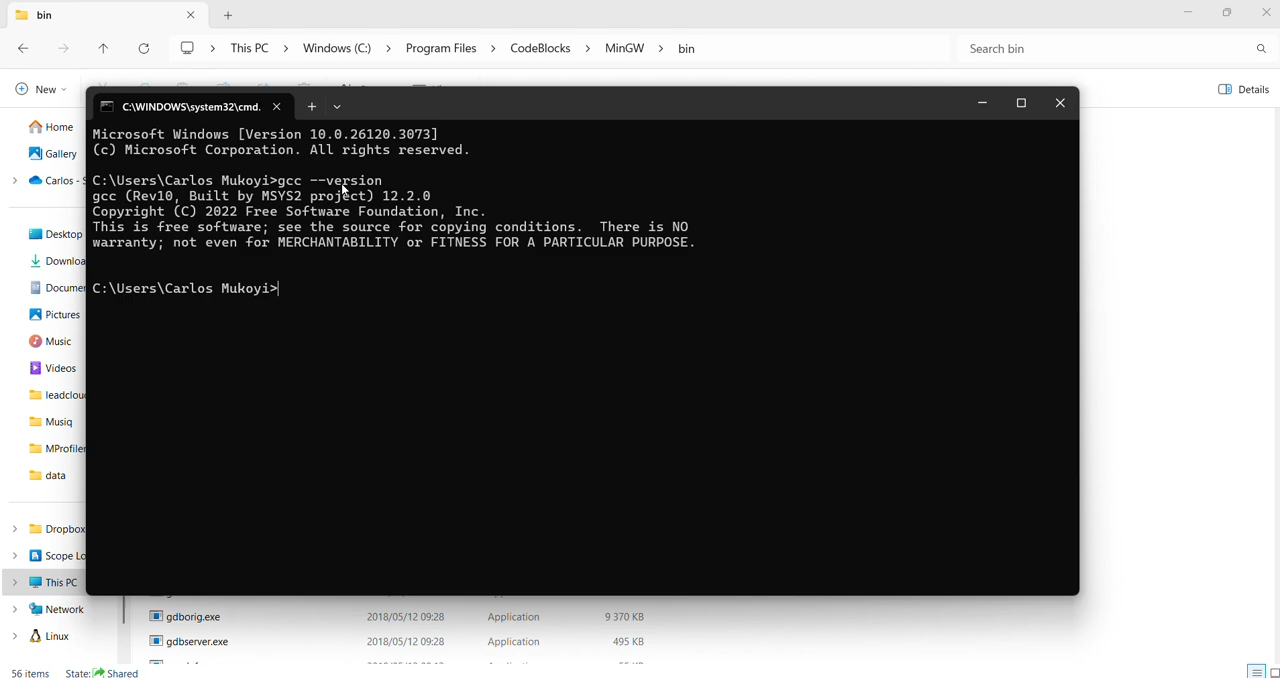 bin
This PC > Windows (C:) > Program Files > CodeBlocks > MinGW > bin
Search bin
New
Details
C:\WINDOWS\system32\cmd.
Microsoft Windows [Version 10.0.26120.3073]
(c) Microsoft Corporation. All rights reserved.
C:\Users\Carlos Mukoyi>gcc --version
gcc (Rev10, Built by MSYS2 project) 12.2.0
Copyright (C) 2022 Free Software Foundation, Inc.
This is free software; see the source for copying conditions.  There is NO
warranty; not even for MERCHANTABILITY or FITNESS FOR A PARTICULAR PURPOSE.
C:\Users\Carlos Mukoyi>
Home
Gallery
Carlos -
Desktop
Downloa
Documen
Pictures
Music
Videos
leadclou
Musiq
MProfiler
data
Dropbox
Scope Lo
This PC
Network
Linux
gdborig.exe 2018/05/12 09:28 Application 9 370 KB
gdbserver.exe 2018/05/12 09:28 Application 495 KB
56 items State: Shared